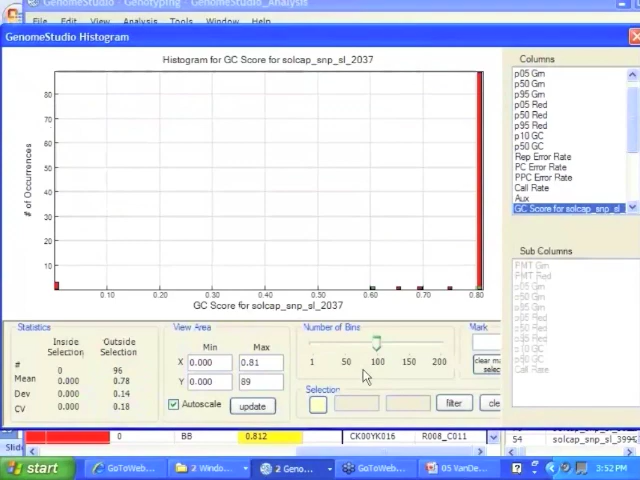 GenomeStudio - Genotyping - GenomeStudio_Analysis
File Edit View Analysis Tools Window Help
GenomeStudio Histogram
Histogram for GC Score for solcap_snp_sl_2037
# of Occurrences
80
70
60
50
40
30
20
10
0.10 0.20 0.30 0.40 0.50 0.60 0.70 0.80
GC Score for solcap_snp_sl_2037
Columns
p05 Grn
p50 Grn
p95 Grn
p05 Red
p50 Red
p95 Red
p10 GC
p50 GC
Rep Error Rate
PC Error Rate
PPC Error Rate
Call Rate
Aux
GC Score for solcap_snp_sl_
Sub Columns
PMT Grn
PMT Red
p05 Grn
p50 Grn
p95 Grn
p05 Red
p50 Red
p95 Red
p10 GC
p50 GC
Call Rate
Statistics
Inside Selection Outside Selection
# 0 96
Mean 0.000 0.78
Dev 0.000 0.14
CV 0.000 0.18
View Area
Min Max
X 0.000 0.81
Y 0.000 89
Autoscale update
Number of Bins
1 50 100 150 200
Selection
filter cle
Mark
clear ma
selec
0 BB 0.812 CK00YK016 R008_C011
54 solcap_snp_sl_3995
start GoToWeb... 2 Windo... 2 Geno... GoToWeb... 05 VanDe... 3:52 PM